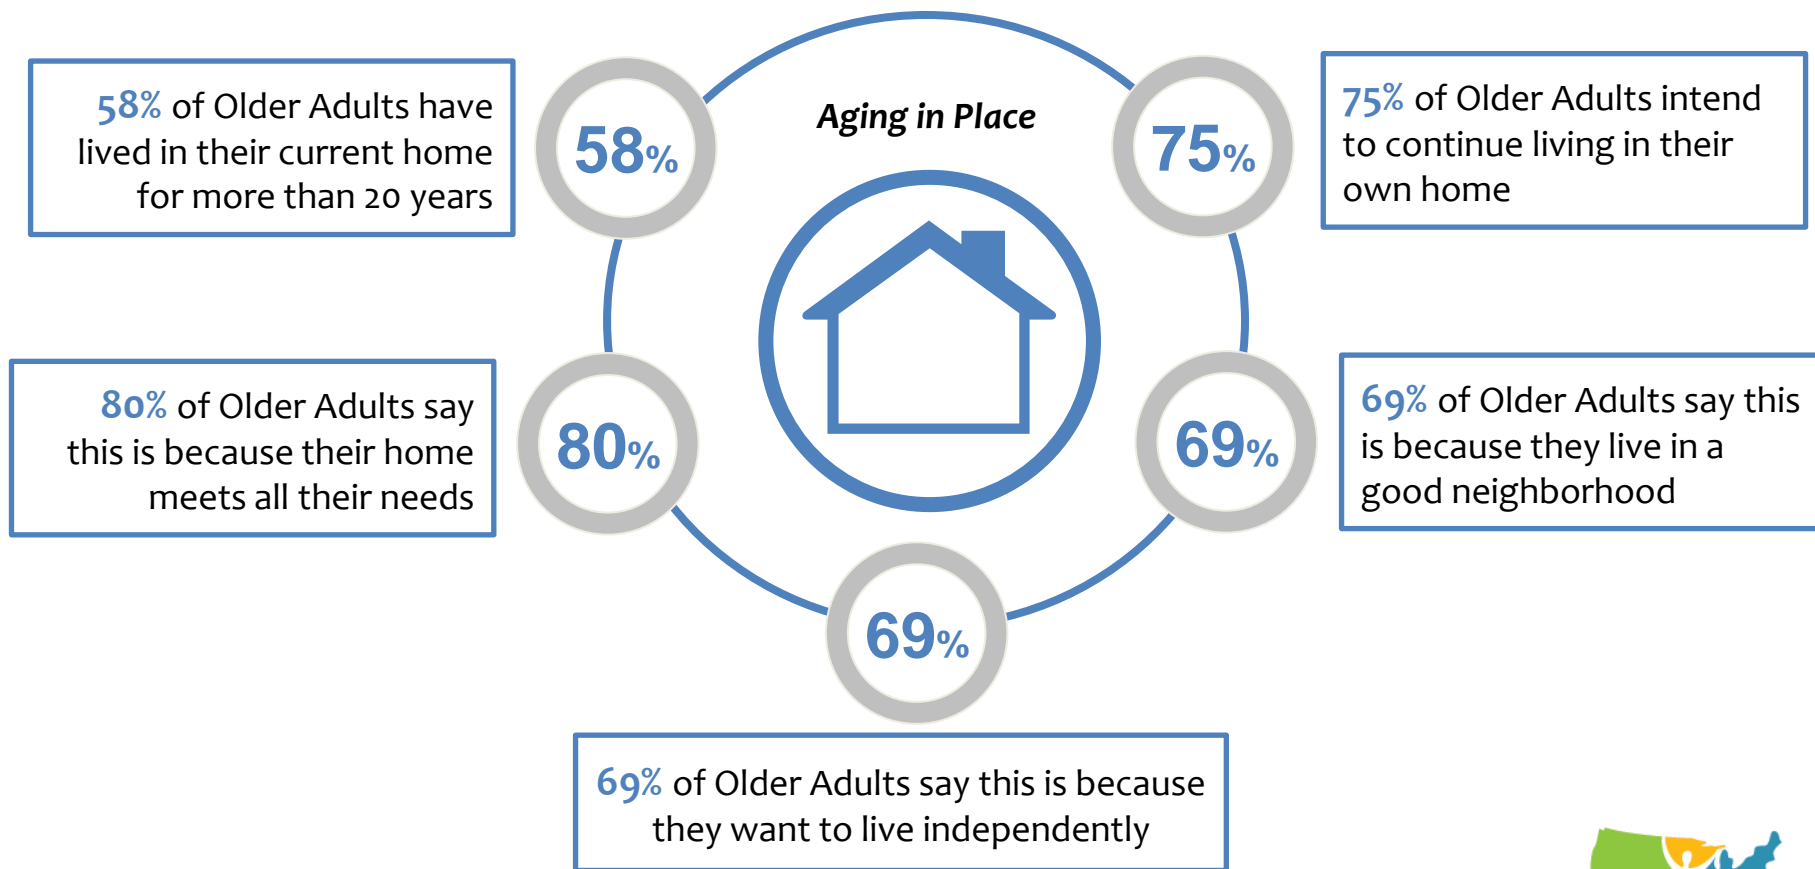 Aging in Place
58%
58% of Older Adults have
lived in their current home
for more than 20 years
75%
75% of Older Adults intend
to continue living in their
own home
80%
80% of Older Adults say
this is because their home
meets all their needs
69%
69% of Older Adults say this
is because they live in a
good neighborhood
69%
69% of Older Adults say this is because
they want to live independently